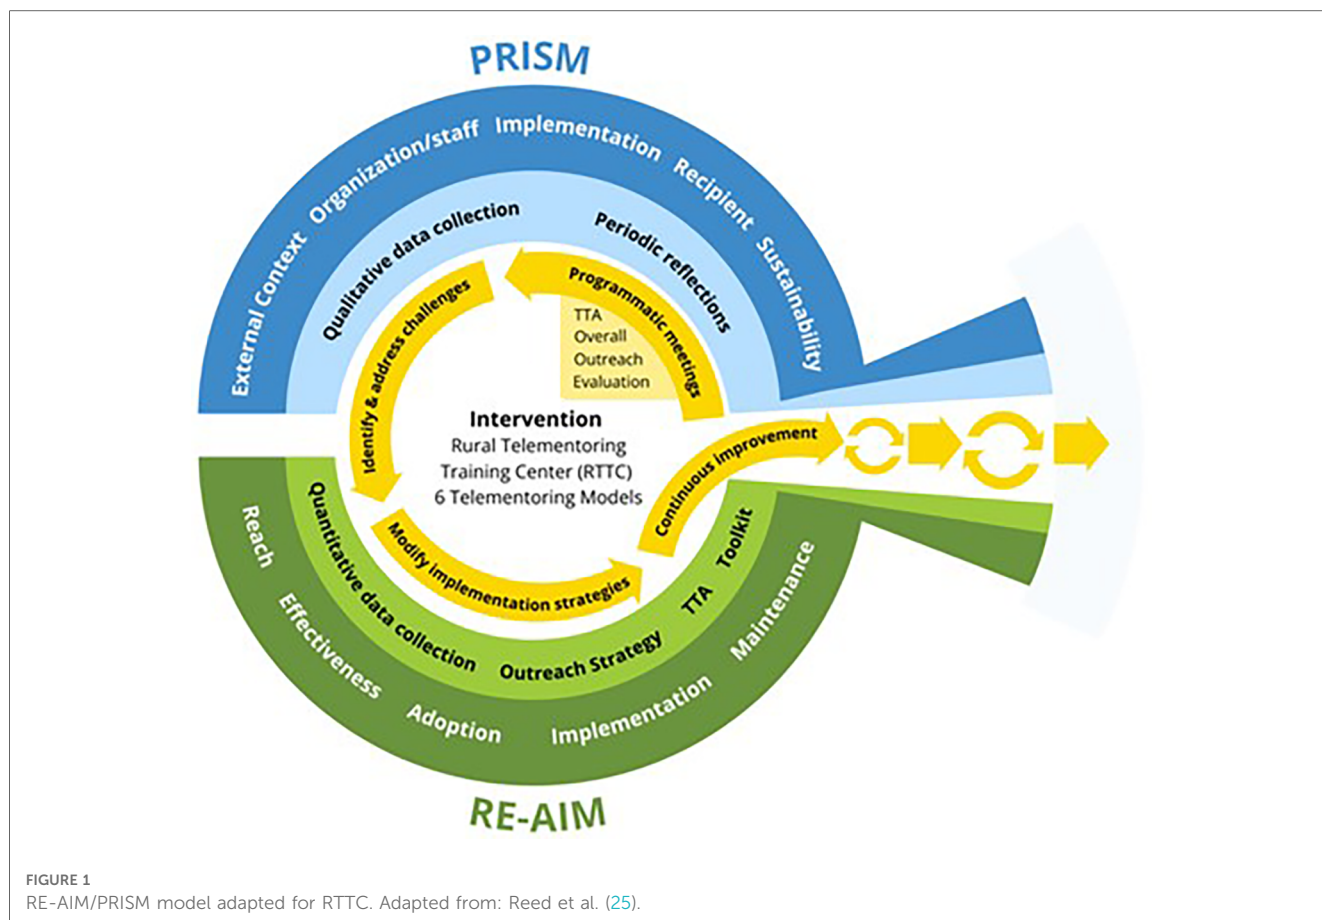 PRISM
External Context
Organization/staff
Implementation
Recipient
Sustainability
Qualitative data collection
Periodic reflections
Programmatic meetings
TTA
Overall
Outreach
Evaluation
Identify & address challenges
Intervention
Rural Telementoring
Training Center (RTTC)
6 Telementoring Models
Continuous improvement
Modify implementation strategies
Quantitative data collection
Outreach Strategy
TTA
Toolkit
Reach
Effectiveness
Adoption
Implementation
Maintenance
RE-AIM
FIGURE 1
RE-AIM/PRISM model adapted for RTTC. Adapted from: Reed et al. (25).